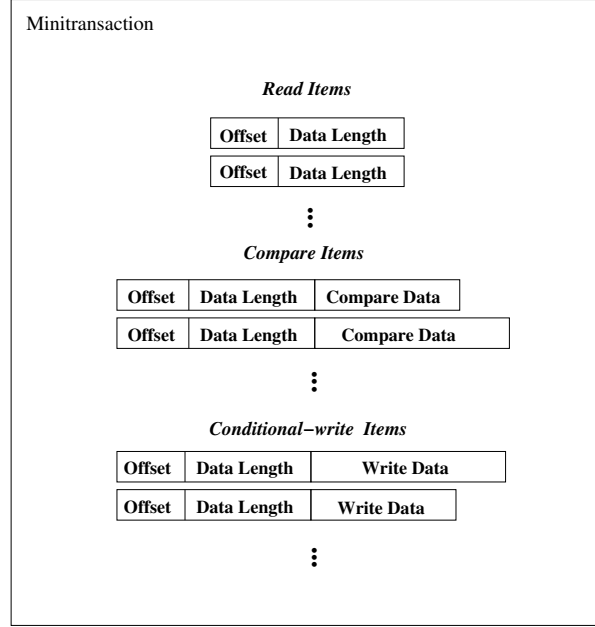 Minitransaction
Read Items
Offset Data Length
Offset Data Length
Compare Items
Offset Data Length Compare Data
Offset Data Length Compare Data
Conditional−write Items
Offset Data Length Write Data
Offset Data Length Write Data